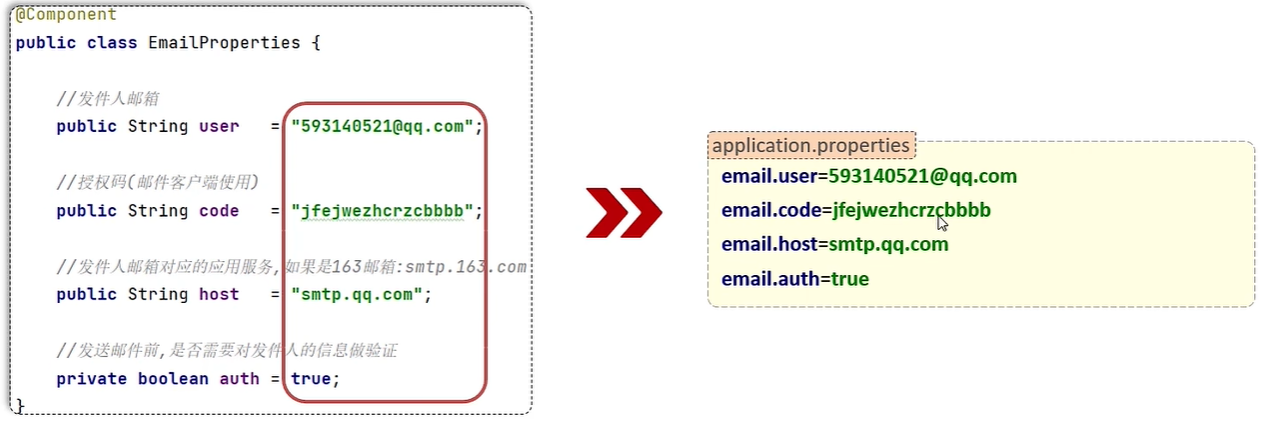 @Component
public class EmailProperties {
//发件人邮箱
public String user = "593140521@qq.com";
//授权码(邮件客户端使用)
public String code = "jfejwezhcrzcbbbb";
//发件人邮箱对应的应用服务,如果是163邮箱:smtp.163.com
public String host = "smtp.qq.com";
//发送邮件前,是否需要对发件人的信息做验证
private boolean auth = true;
}
application.properties
email.user=593140521@qq.com
email.code=jfejwezhcrzcbbbb
email.host=smtp.qq.com
email.auth=true